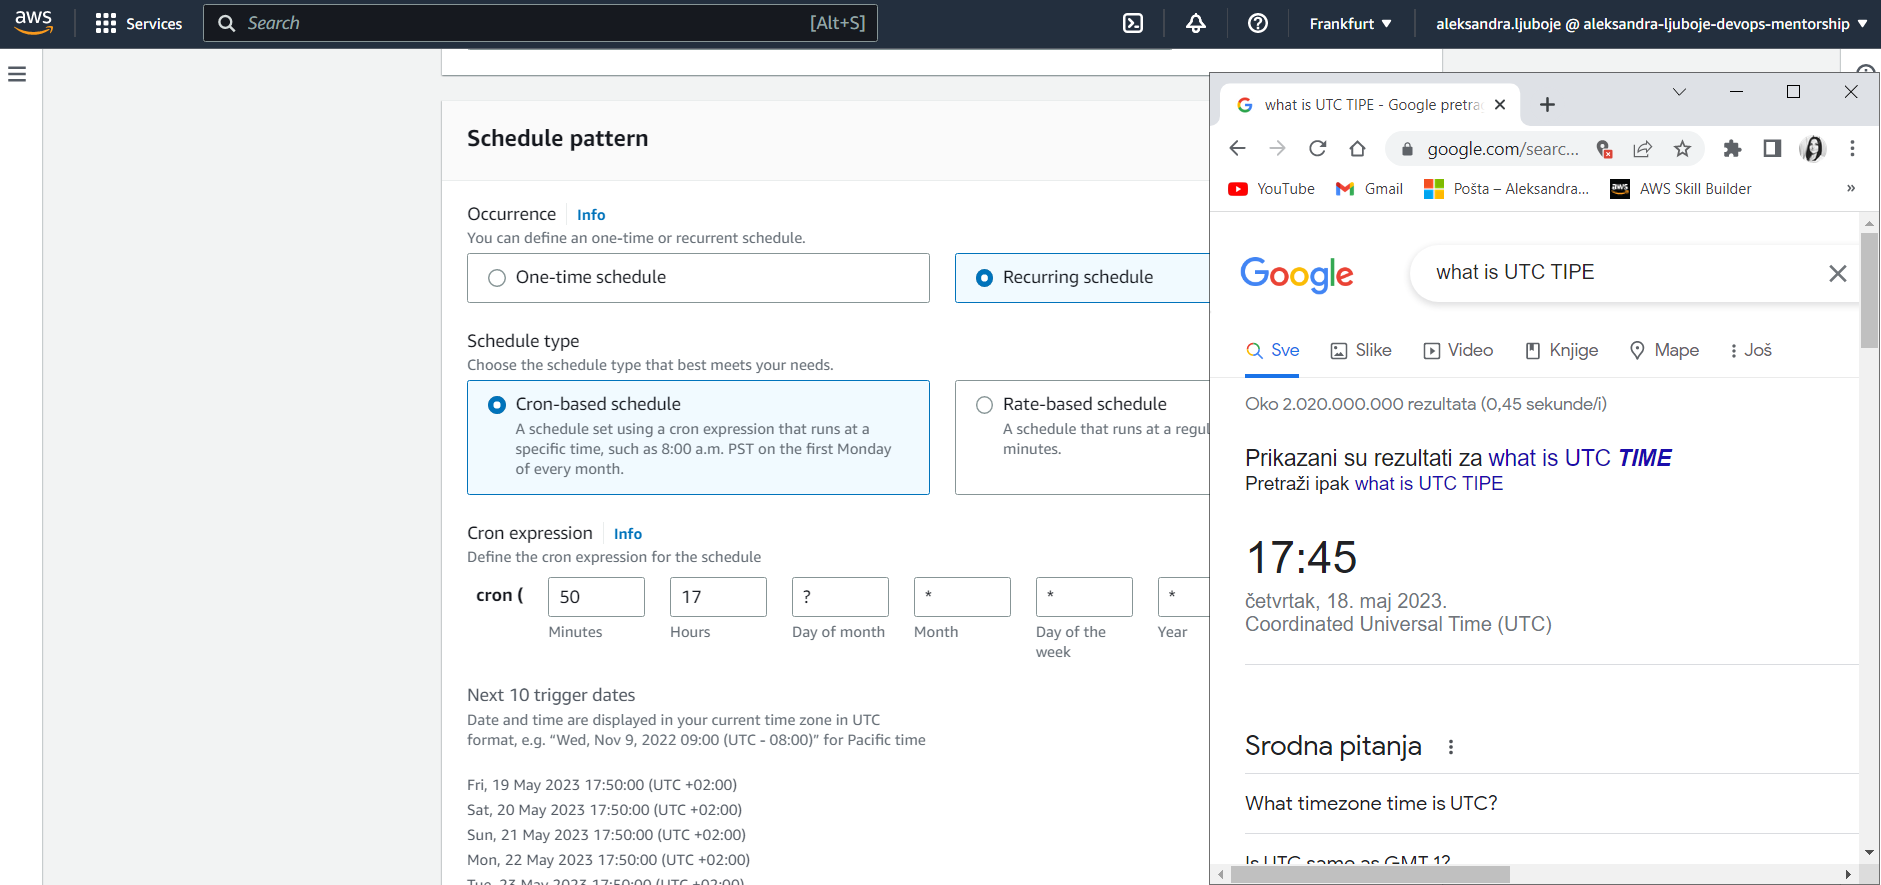 aws
Services
Search
[Alt+S]
Frankfurt
aleksandra.ljuboje @ aleksandra-ljuboje-devops-mentorship
Schedule pattern
Occurrence
Info
You can define an one-time or recurrent schedule.
One-time schedule
Recurring schedule
Schedule type
Choose the schedule type that best meets your needs.
Cron-based schedule
A schedule set using a cron expression that runs at a
specific time, such as 8:00 a.m. PST on the first Monday
of every month.
Rate-based schedule
A schedule that runs at a regul
minutes.
Cron expression
Info
Define the cron expression for the schedule
cron (
50
17
?
*
*
*
Minutes
Hours
Day of month
Month
Day of the
week
Year
Next 10 trigger dates
Date and time are displayed in your current time zone in UTC
format, e.g. “Wed, Nov 9, 2022 09:00 (UTC - 08:00)” for Pacific time
Fri, 19 May 2023 17:50:00 (UTC +02:00)
Sat, 20 May 2023 17:50:00 (UTC +02:00)
Sun, 21 May 2023 17:50:00 (UTC +02:00)
Mon, 22 May 2023 17:50:00 (UTC +02:00)
Tue, 23 May 2023 17:50:00 (UTC +02:00)
what is UTC TIPE - Google pretra
google.com/searc...
YouTube
Gmail
Pošta – Aleksandra...
aws
AWS Skill Builder
»
Google
what is UTC TIPE
Sve
Slike
Video
Knjige
Mape
Još
Oko 2.020.000.000 rezultata (0,45 sekunde/i)
Prikazani su rezultati za what is UTC TIME
Pretraži ipak what is UTC TIPE
17:45
četvrtak, 18. maj 2023.
Coordinated Universal Time (UTC)
Srodna pitanja
What timezone time is UTC?
Is UTC same as GMT 1?